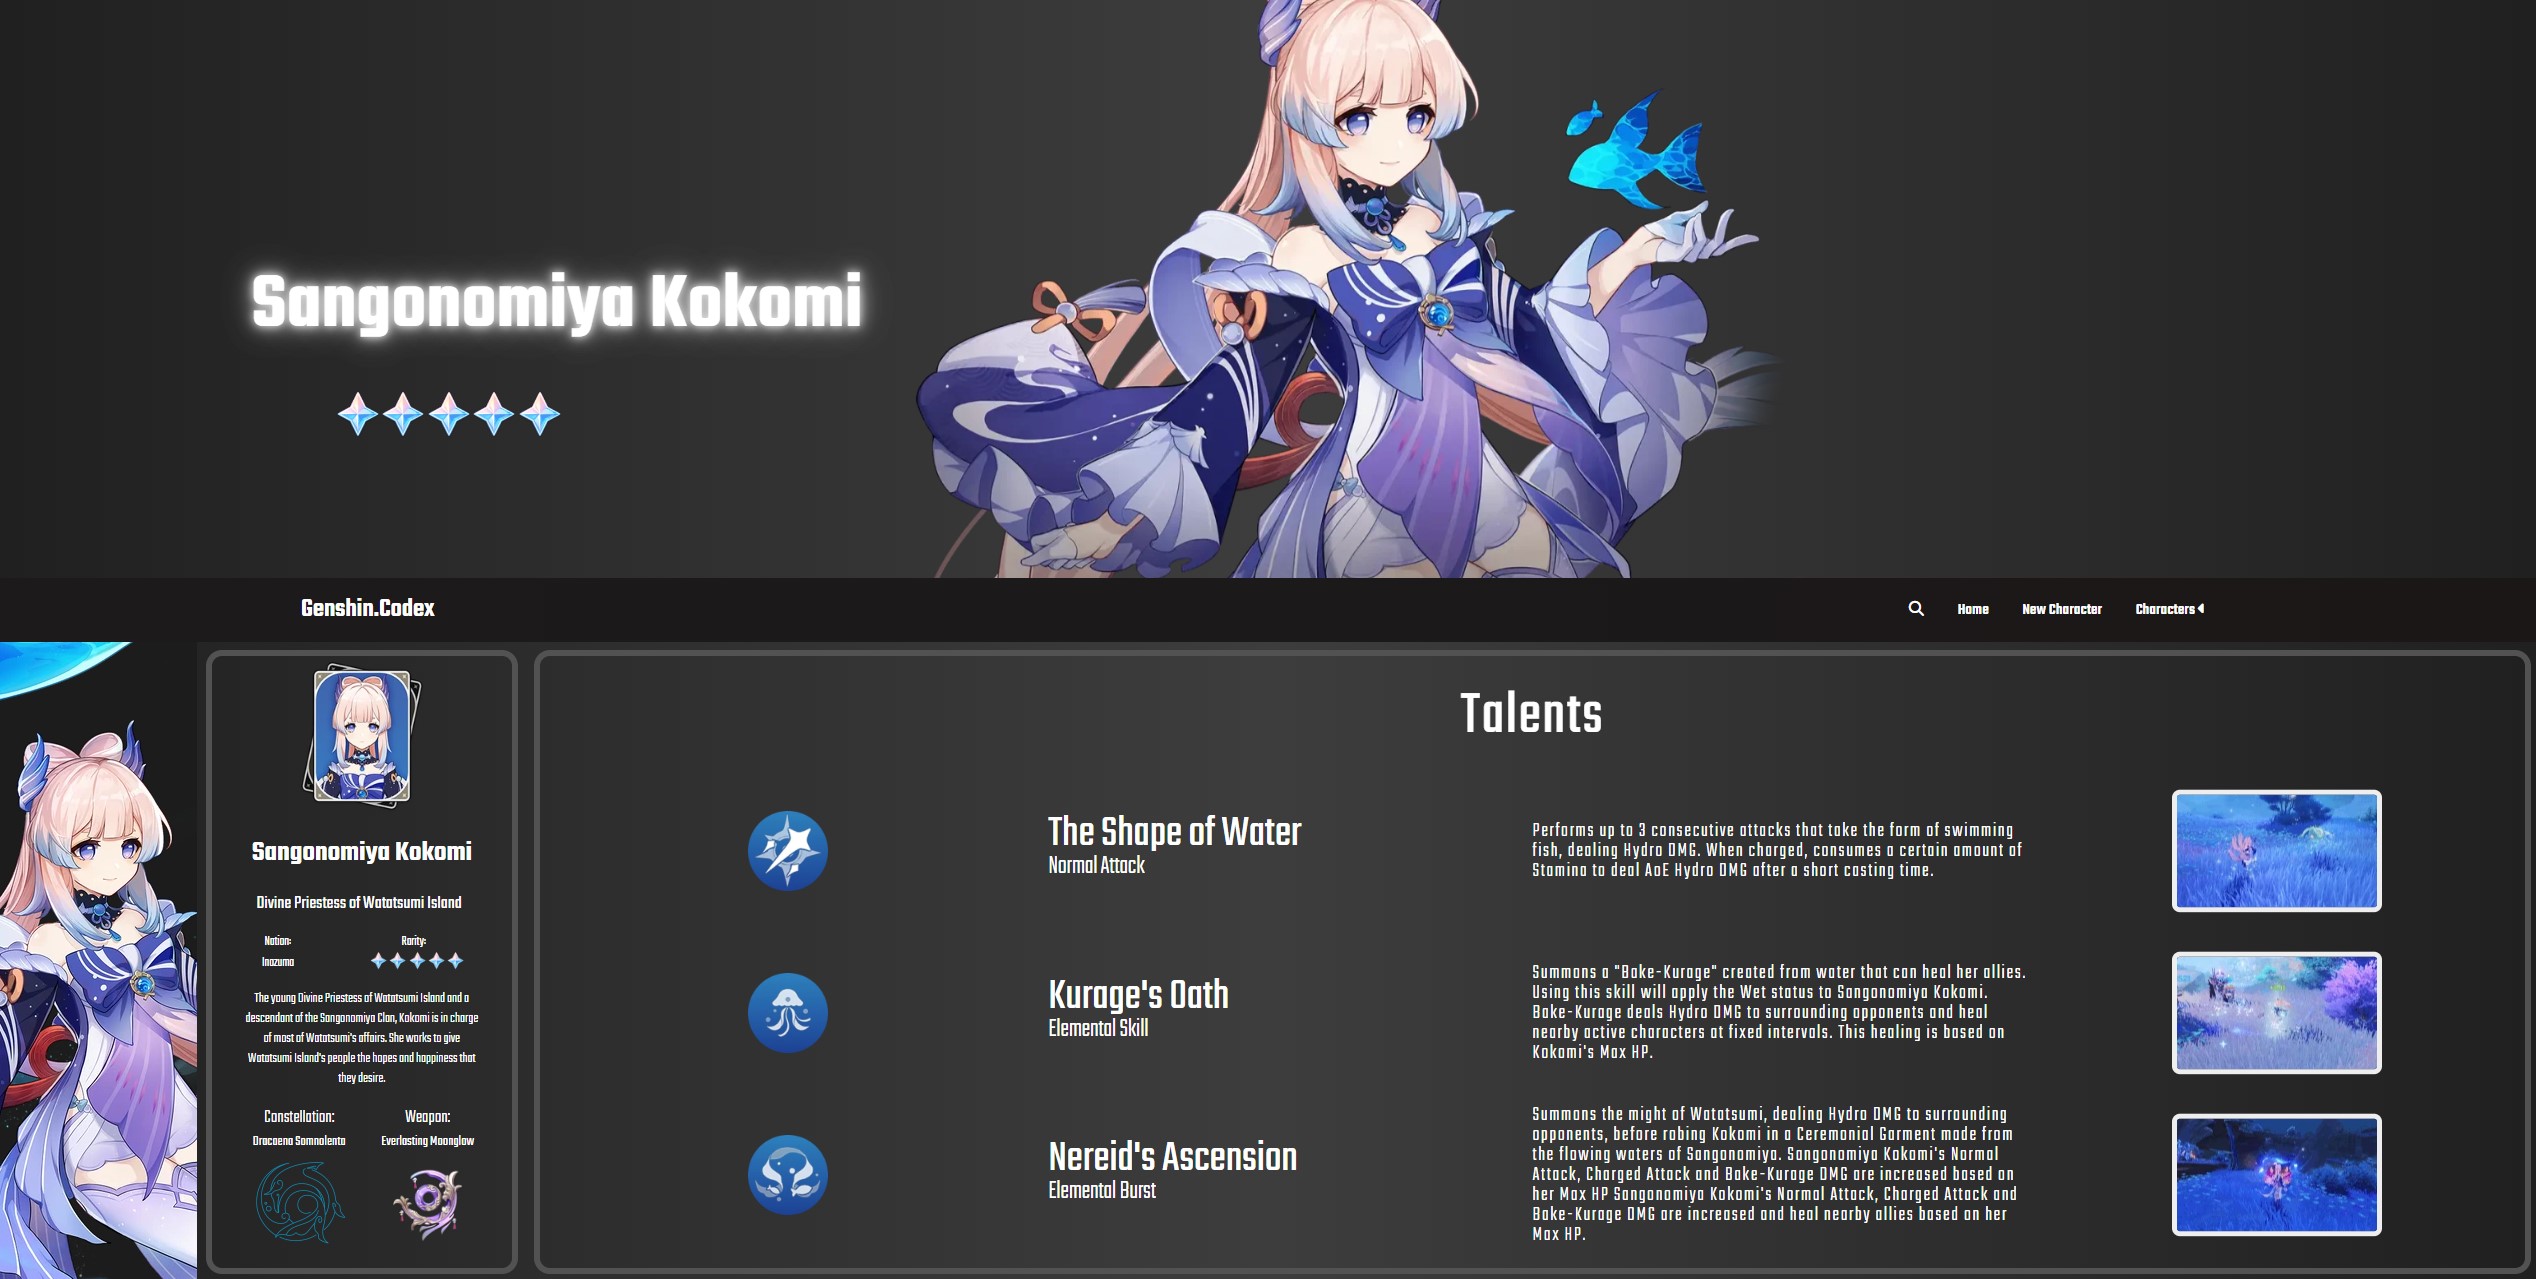 Sangonomiya Kokomi
Genshin.Codex
Home
New Character
Characters
Sangonomiya Kokomi
Divine Priestess of Watatsumi Island
Nation:
Rarity:
Inazuma
The young Divine Priestess of Watatsumi Island and a
descendant of the Sangonomiya Clan, Kokomi is in charge
of most of Watatsumi's affairs. She works to give
Watatsumi Island's people the hopes and happiness that
they desire.
Constellation:
Weapon:
Dracaena Somnolenta
Everlasting Moonglow
Talents
The Shape of Water
Normal Attack
Performs up to 3 consecutive attacks that take the form of swimming
fish, dealing Hydro DMG. When charged, consumes a certain amount of
Stamina to deal AoE Hydro DMG after a short casting time.
Kurage's Oath
Elemental Skill
Summons a "Bake-Kurage" created from water that can heal her allies.
Using this skill will apply the Wet status to Sangonomiya Kokomi.
Bake-Kurage deals Hydro DMG to surrounding opponents and heal
nearby active characters at fixed intervals. This healing is based on
Kokomi's Max HP.
Nereid's Ascension
Elemental Burst
Summons the might of Watatsumi, dealing Hydro DMG to surrounding
opponents, before robing Kokomi in a Ceremonial Garment made from
the flowing waters of Sangonomiya. Sangonomiya Kokomi's Normal
Attack, Charged Attack and Bake-Kurage DMG are increased based on
her Max HP Sangonomiya Kokomi's Normal Attack, Charged Attack and
Bake-Kurage DMG are increased and heal nearby allies based on her
Max HP.